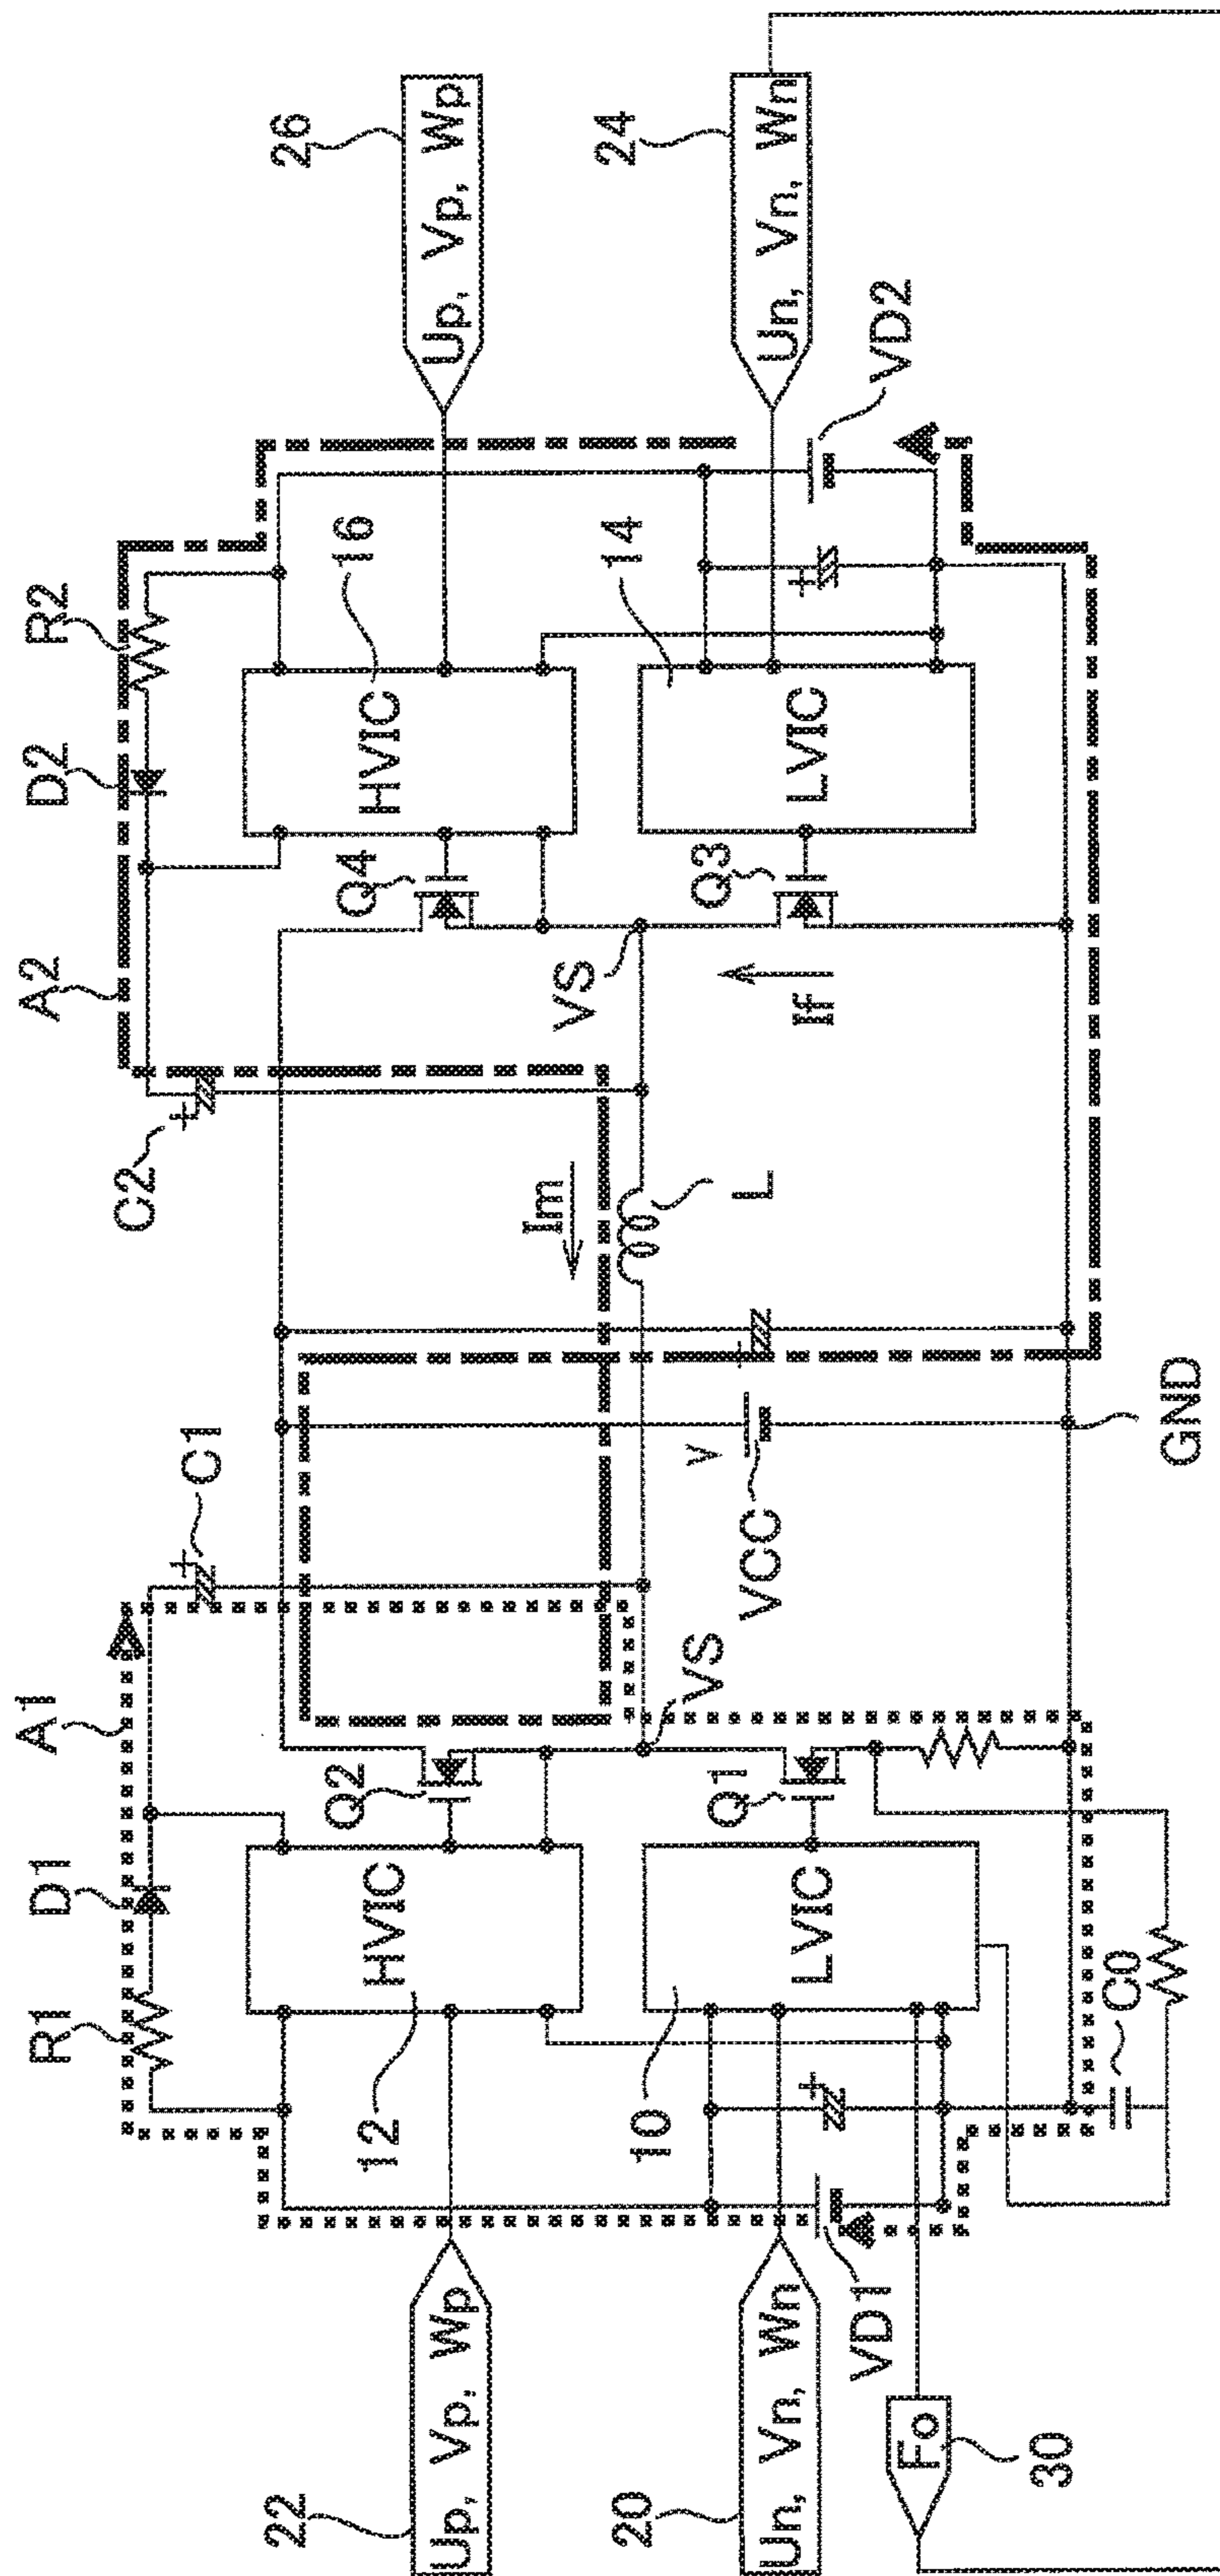 A1
R1
D1
C1
C2
A2
D2
R2
22
Up, Vp, Wp
12
HVIC
Q2
Im
Q4
HVIC
16
Up, Vp, Wp
26
VS
L
VS
20
Un, Vn, Wn
10
LVIC
Q1
VCC
V
If
Q3
LVIC
14
Un, Vn, Wn
24
VD1
VD2
30
Fo
C0
GND
+
+
+
+
+